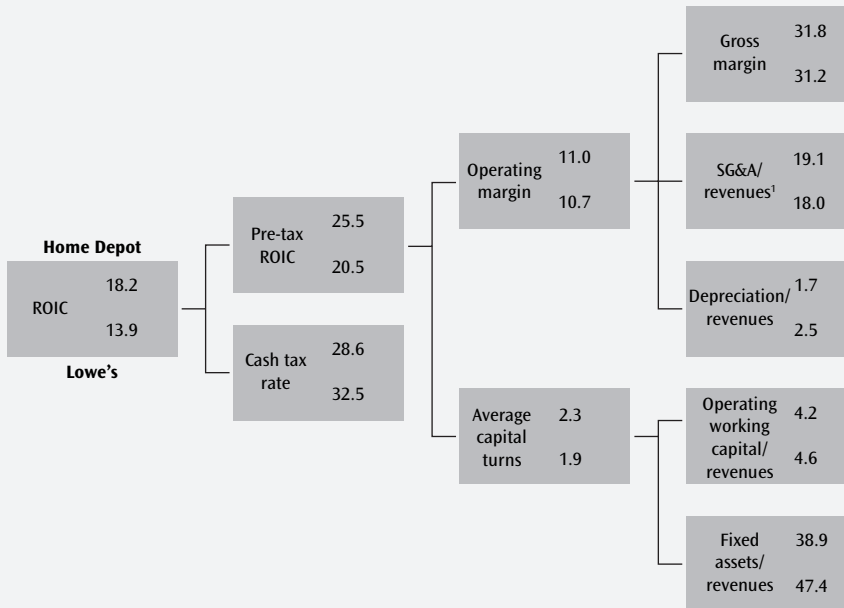 Home Depot
ROIC
18.2
13.9
Lowe's
Pre-tax
ROIC
25.5
20.5
Cash tax
rate
28.6
32.5
Operating
margin
11.0
10.7
Average
capital
turns
2.3
1.9
Gross
margin
31.8
31.2
SG&A/
revenues¹
19.1
18.0
Depreciation/
revenues
1.7
2.5
Operating
working
capital/
revenues
4.2
4.6
Fixed
assets/
revenues
38.9
47.4